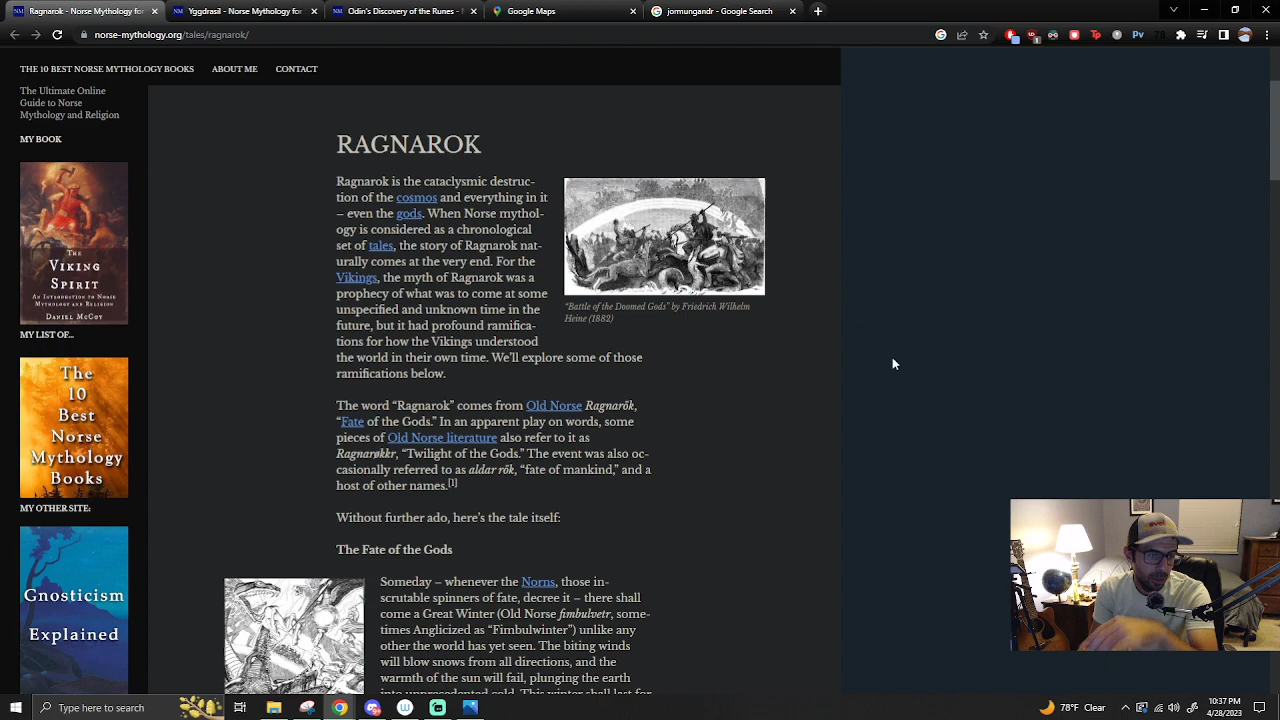 norse-mythology for
Yggdrasil - Norse Mythology for
Odin's Discovery of the Runes -
Google Maps
jormungandr - Google Search
norse-mythology.org/tales/ragnarok/
Pv
78
THE 10 BEST NORSE MYTHOLOGY BOOKS
ABOUT ME
CONTACT
The Ultimate Online
Guide to Norse
Mythology and Religion
MY BOOK
The
Viking
Spirit
An Introduction to Norse
Mythology and Religion
Daniel McCoy
MY LIST OF...
The
10
Best
Norse
Mythology
Books
MY OTHER SITE:
Gnosticism
Explained
RAGNAROK
Ragnarok is the cataclysmic destruc-
tion of the cosmos and everything in it
– even the gods. When Norse mythol-
ogy is considered as a chronological
set of tales, the story of Ragnarok nat-
urally comes at the very end. For the
Vikings, the myth of Ragnarok was a
prophecy of what was to come at some
unspecified and unknown time in the
future, but it had profound ramifica-
tions for how the Vikings understood
the world in their own time. We'll explore some of those
ramifications below.
“Battle of the Doomed Gods” by Friedrich Wilhelm
Heine (1882)
The word “Ragnarok” comes from Old Norse Ragnarök,
“Fate of the Gods.” In an apparent play on words, some
pieces of Old Norse literature also refer to it as
Ragnarøkkr, “Twilight of the Gods.” The event was also oc-
casionally referred to as aldar rök, “fate of mankind,” and a
host of other names.[1]
Without further ado, here's the tale itself:
The Fate of the Gods
Someday – whenever the Norns, those in-
scrutable spinners of fate, decree it – there shall
come a Great Winter (Old Norse fimbulvetr, some-
times Anglicized as “Fimbulwinter”) unlike any
other the world has yet seen. The biting winds
will blow snows from all directions, and the
warmth of the sun will fail, plunging the earth
Type here to search
79°F Clear
10:37 PM
4/28/2023